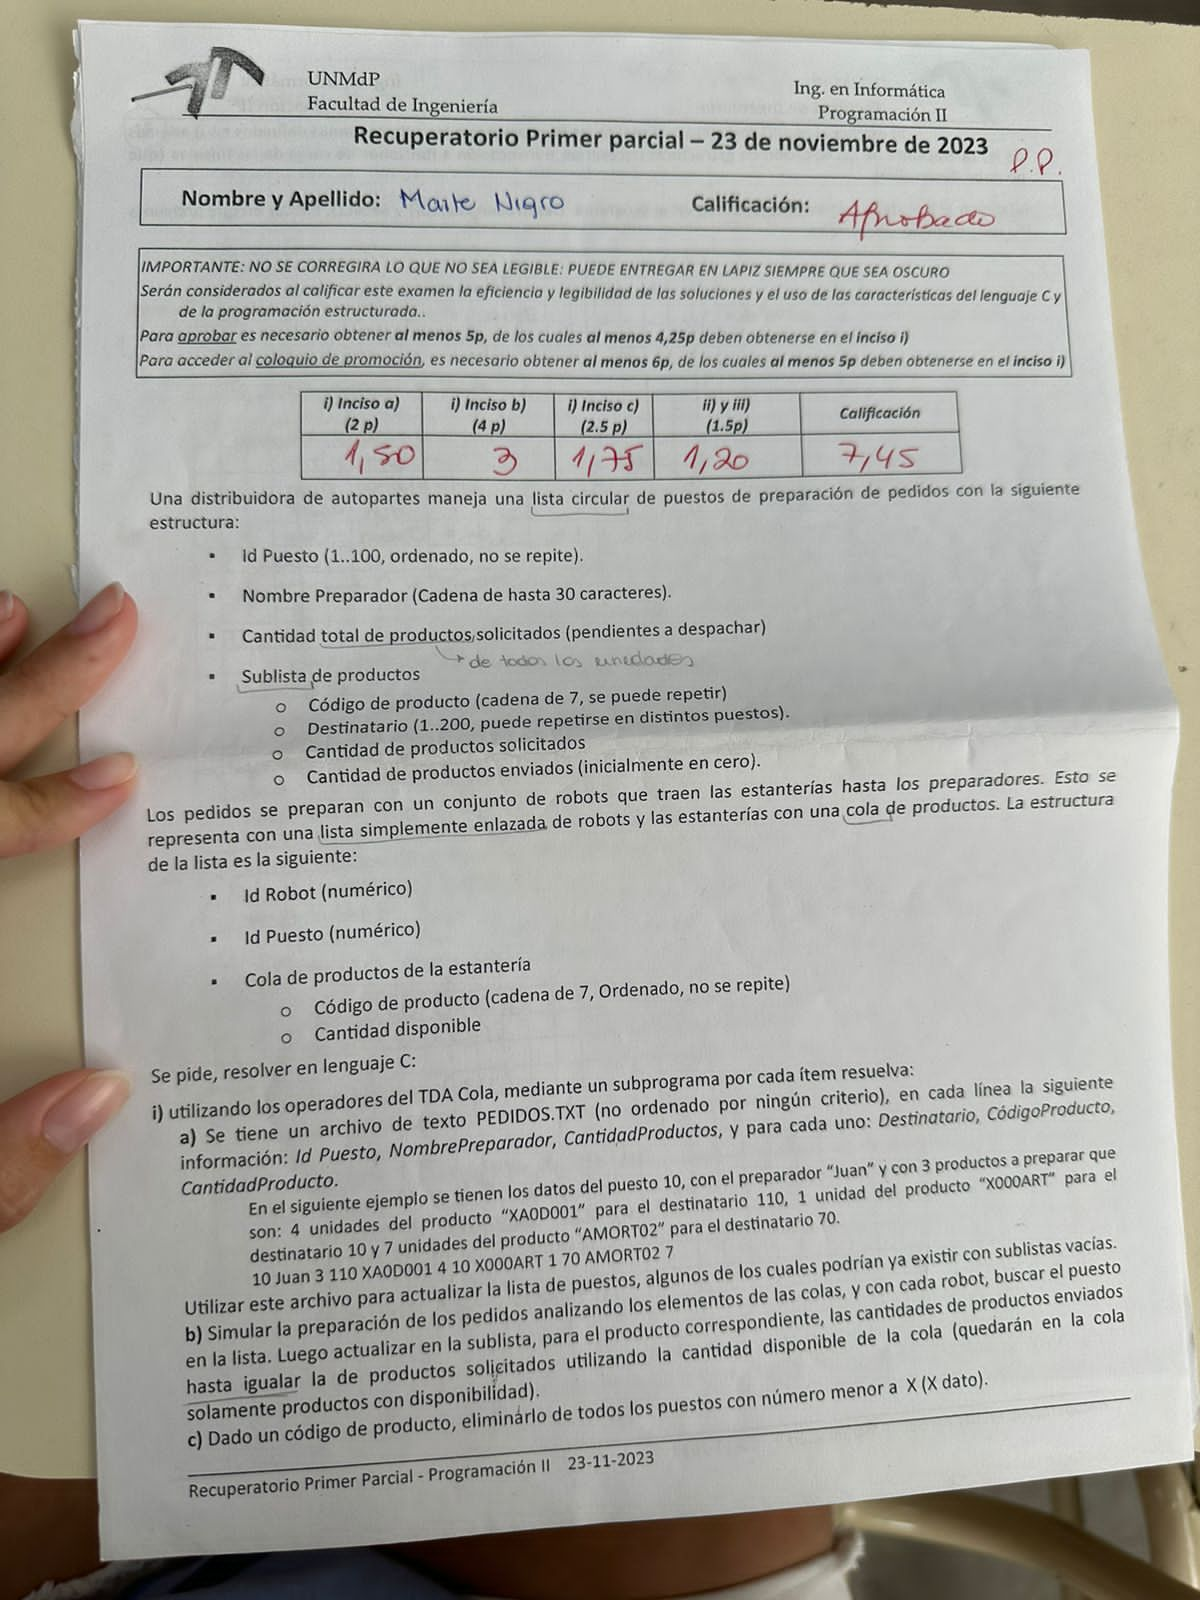 UNMdP
Facultad de Ingeniería
Ing. en Informática
Programación II
Recuperatorio Primer parcial – 23 de noviembre de 2023
P.P.
Nombre y Apellido: Maite Nigro
Calificación: Aprobado
IMPORTANTE: NO SE CORREGIRA LO QUE NO SEA LEGIBLE: PUEDE ENTREGAR EN LAPIZ SIEMPRE QUE SEA OSCURO
Serán considerados al calificar este examen la eficiencia y legibilidad de las soluciones y el uso de las características del lenguaje C y
de la programación estructurada..
Para aprobar es necesario obtener al menos 5p, de los cuales al menos 4,25p deben obtenerse en el inciso i)
Para acceder al coloquio de promoción, es necesario obtener al menos 6p, de los cuales al menos 5p deben obtenerse en el inciso i)
i) Inciso a) i) Inciso b) i) Inciso c) ii) y iii) Calificación
(2 p) (4 p) (2.5 p) (1.5p)
1,50 3 1,75 1,20 7,45
Una distribuidora de autopartes maneja una lista circular de puestos de preparación de pedidos con la siguiente
estructura:
▪ Id Puesto (1..100, ordenado, no se repite).
▪ Nombre Preparador (Cadena de hasta 30 caracteres).
▪ Cantidad total de productos solicitados (pendientes a despachar)
de todos los unedades
▪ Sublista de productos
o Código de producto (cadena de 7, se puede repetir)
o Destinatario (1..200, puede repetirse en distintos puestos).
o Cantidad de productos solicitados
o Cantidad de productos enviados (inicialmente en cero).
Los pedidos se preparan con un conjunto de robots que traen las estanterías hasta los preparadores. Esto se
representa con una lista simplemente enlazada de robots y las estanterías con una cola de productos. La estructura
de la lista es la siguiente:
▪ Id Robot (numérico)
▪ Id Puesto (numérico)
▪ Cola de productos de la estantería
o Código de producto (cadena de 7, Ordenado, no se repite)
o Cantidad disponible
Se pide, resolver en lenguaje C:
i) utilizando los operadores del TDA Cola, mediante un subprograma por cada ítem resuelva:
a) Se tiene un archivo de texto PEDIDOS.TXT (no ordenado por ningún criterio), en cada línea la siguiente
información: Id Puesto, NombrePreparador, CantidadProductos, y para cada uno: Destinatario, CódigoProducto,
CantidadProducto.
En el siguiente ejemplo se tienen los datos del puesto 10, con el preparador “Juan” y con 3 productos a preparar que
son: 4 unidades del producto “XA0D001” para el destinatario 110, 1 unidad del producto “X000ART” para el
destinatario 10 y 7 unidades del producto “AMORT02” para el destinatario 70.
10 Juan 3 110 XA0D001 4 10 X000ART 1 70 AMORT02 7
Utilizar este archivo para actualizar la lista de puestos, algunos de los cuales podrían ya existir con sublistas vacías.
b) Simular la preparación de los pedidos analizando los elementos de las colas, y con cada robot, buscar el puesto
en la lista. Luego actualizar en la sublista, para el producto correspondiente, las cantidades de productos enviados
hasta igualar la de productos solicitados utilizando la cantidad disponible de la cola (quedarán en la cola
solamente productos con disponibilidad).
c) Dado un código de producto, eliminárlo de todos los puestos con número menor a X (X dato).
Recuperatorio Primer Parcial - Programación II 23-11-2023